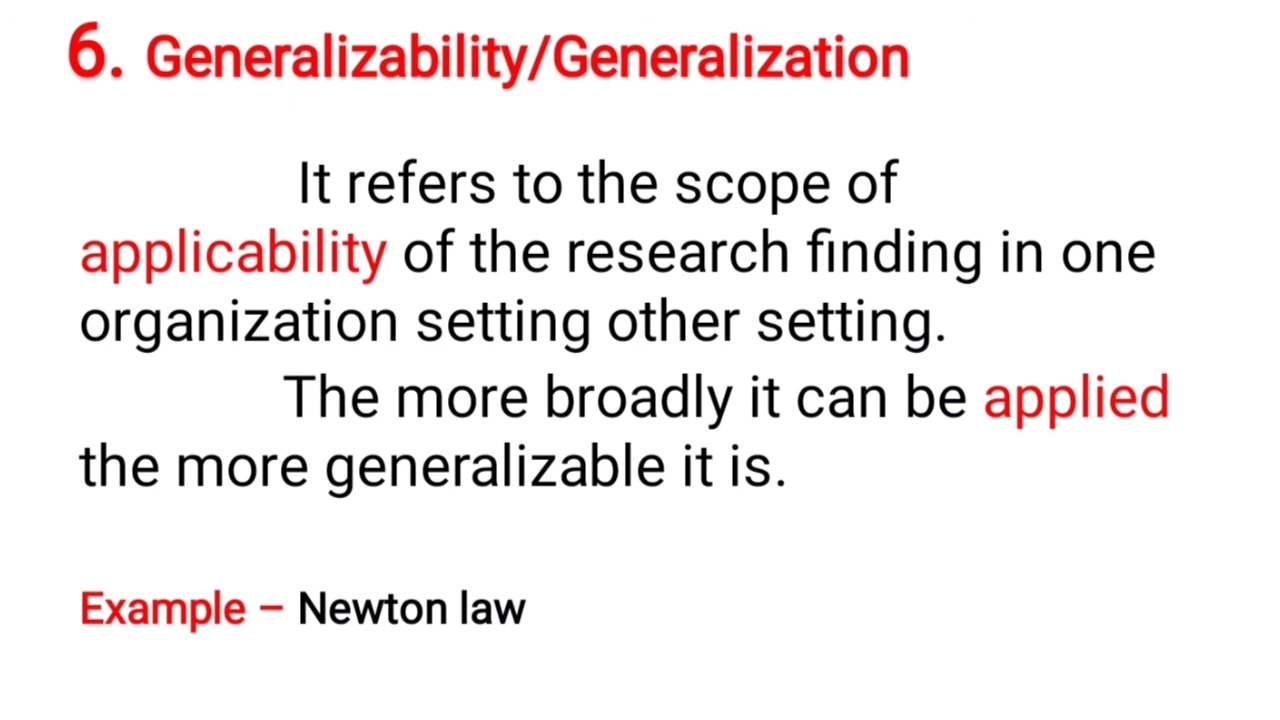 6. Generalizability/Generalization
It refers to the scope of
applicability of the research finding in one
organization setting other setting.
The more broadly it can be applied
the more generalizable it is.
Example – Newton law